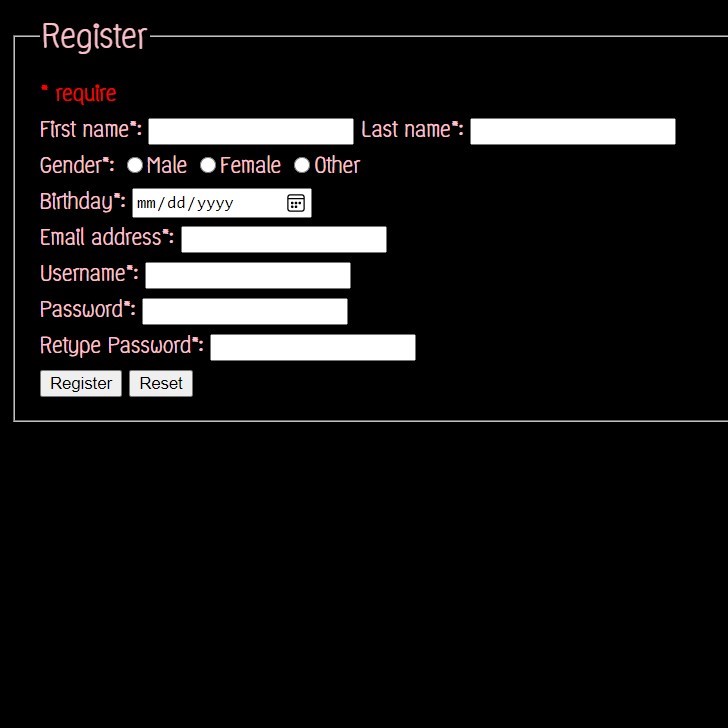 Register
* require
First name*: Last name*:
Gender*: Male Female Other
Birthday*: mm/dd/yyyy
Email address*:
Username*:
Password*:
Retype Password*:
Register Reset